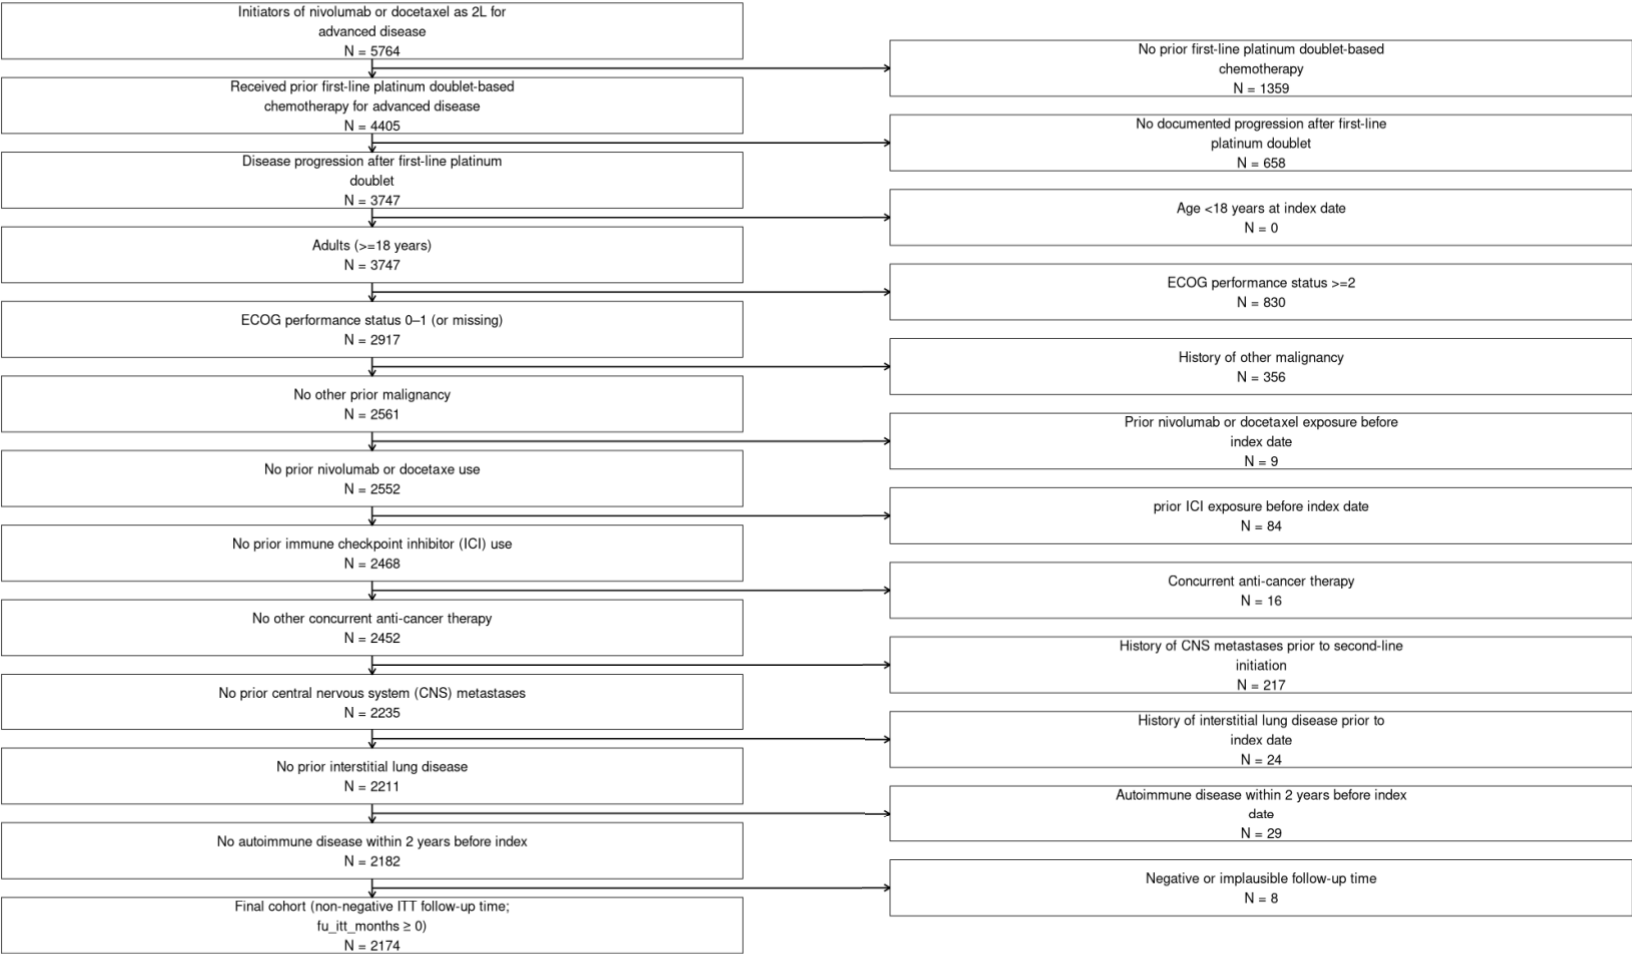 Initiators of nivolumab or docetaxel as 2L for
advanced disease
N = 5764
No prior first-line platinum doublet-based
chemotherapy
N = 1359
Received prior first-line platinum doublet-based
chemotherapy for advanced disease
N = 4405
No documented progression after first-line
platinum doublet
N = 658
Disease progression after first-line platinum
doublet
N = 3747
Age <18 years at index date
N = 0
Adults (>=18 years)
N = 3747
ECOG performance status >=2
N = 830
ECOG performance status 0–1 (or missing)
N = 2917
History of other malignancy
N = 356
No other prior malignancy
N = 2561
Prior nivolumab or docetaxel exposure before
index date
N = 9
No prior nivolumab or docetaxe use
N = 2552
prior ICI exposure before index date
N = 84
No prior immune checkpoint inhibitor (ICI) use
N = 2468
Concurrent anti-cancer therapy
N = 16
No other concurrent anti-cancer therapy
N = 2452
History of CNS metastases prior to second-line
initiation
N = 217
No prior central nervous system (CNS) metastases
N = 2235
History of interstitial lung disease prior to
index date
N = 24
No prior interstitial lung disease
N = 2211
Autoimmune disease within 2 years before index
date
N = 29
No autoimmune disease within 2 years before index
N = 2182
Negative or implausible follow-up time
N = 8
Final cohort (non-negative ITT follow-up time;
fu_itt_months ≥ 0)
N = 2174